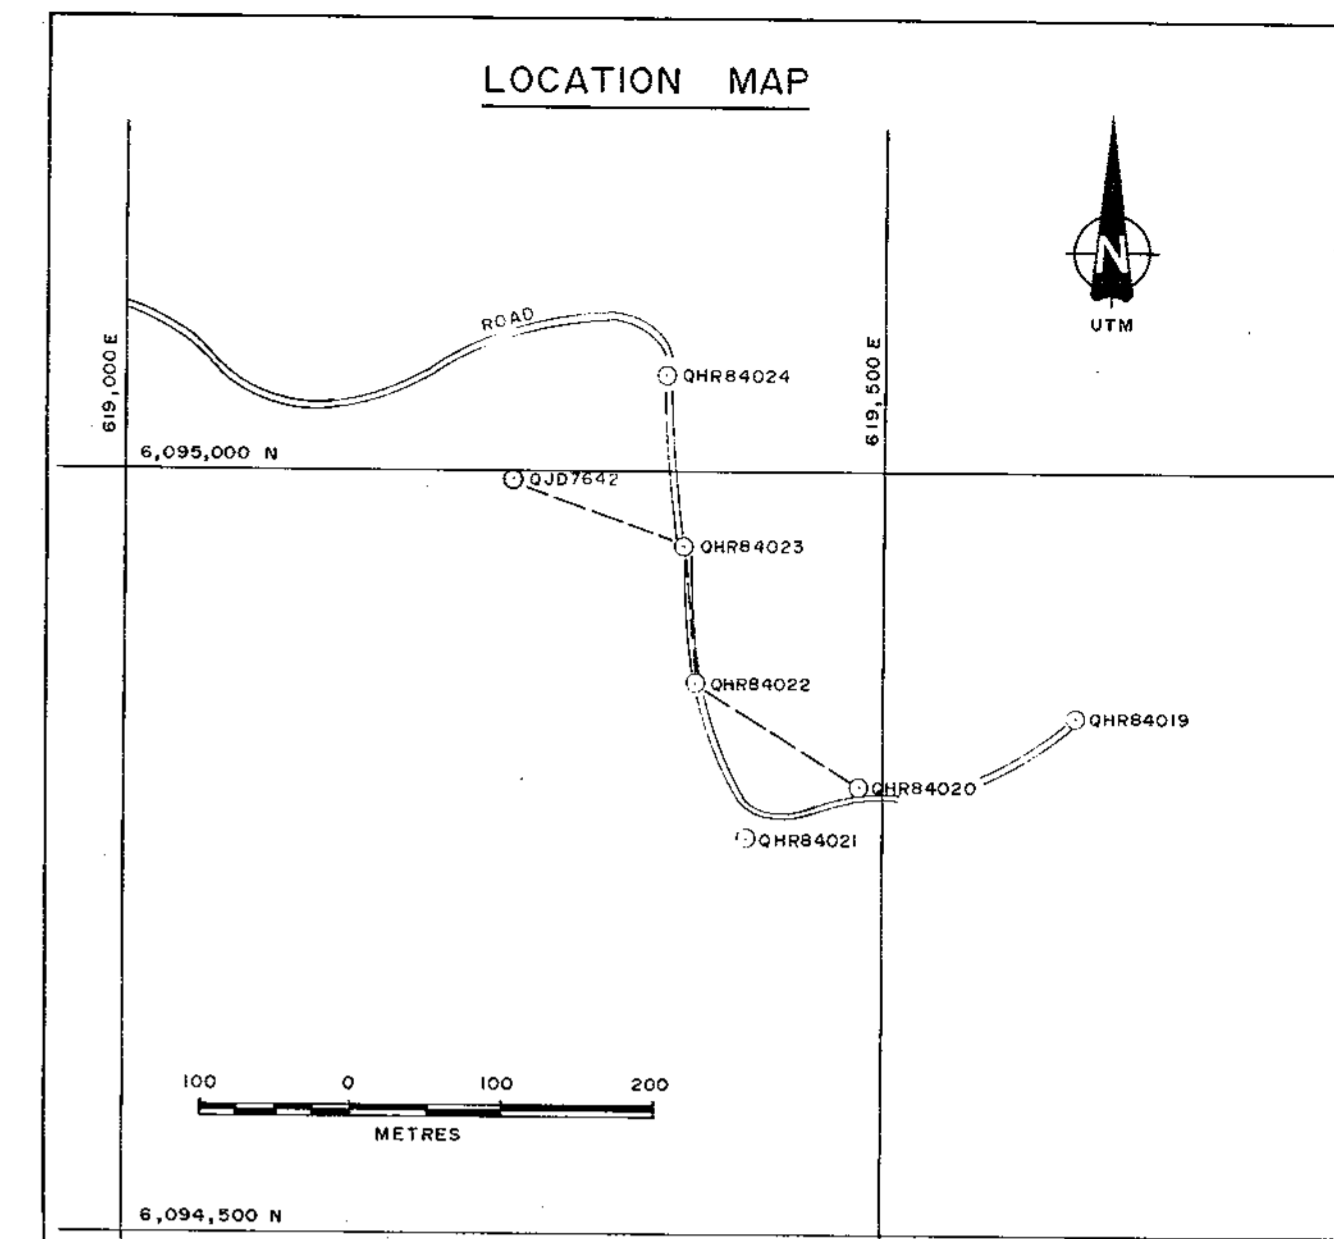 LOCATION MAP
N
UTM
ROAD
619,000 E
619,500 E
QHR84024
6,095,000 N
QJD7642
QHR84023
QHR84022
QHR84019
QHR84020
QHR84021
100 0 100 200
METRES
6,094,500 N